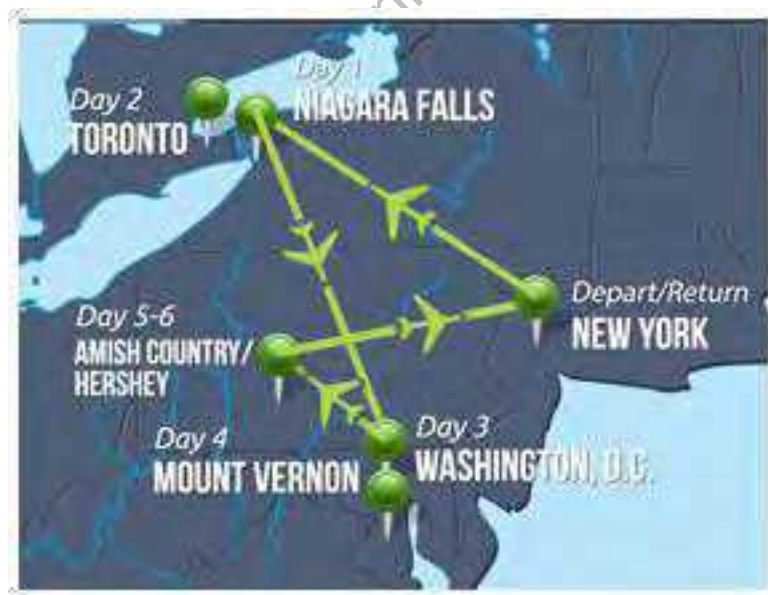 Day 1
NIAGARA FALLS
Day 2
TORONTO
Depart/Return
NEW YORK
Day 5-6
AMISH COUNTRY/
HERSHEY
Day 3
WASHINGTON, D.C.
Day 4
MOUNT VERNON